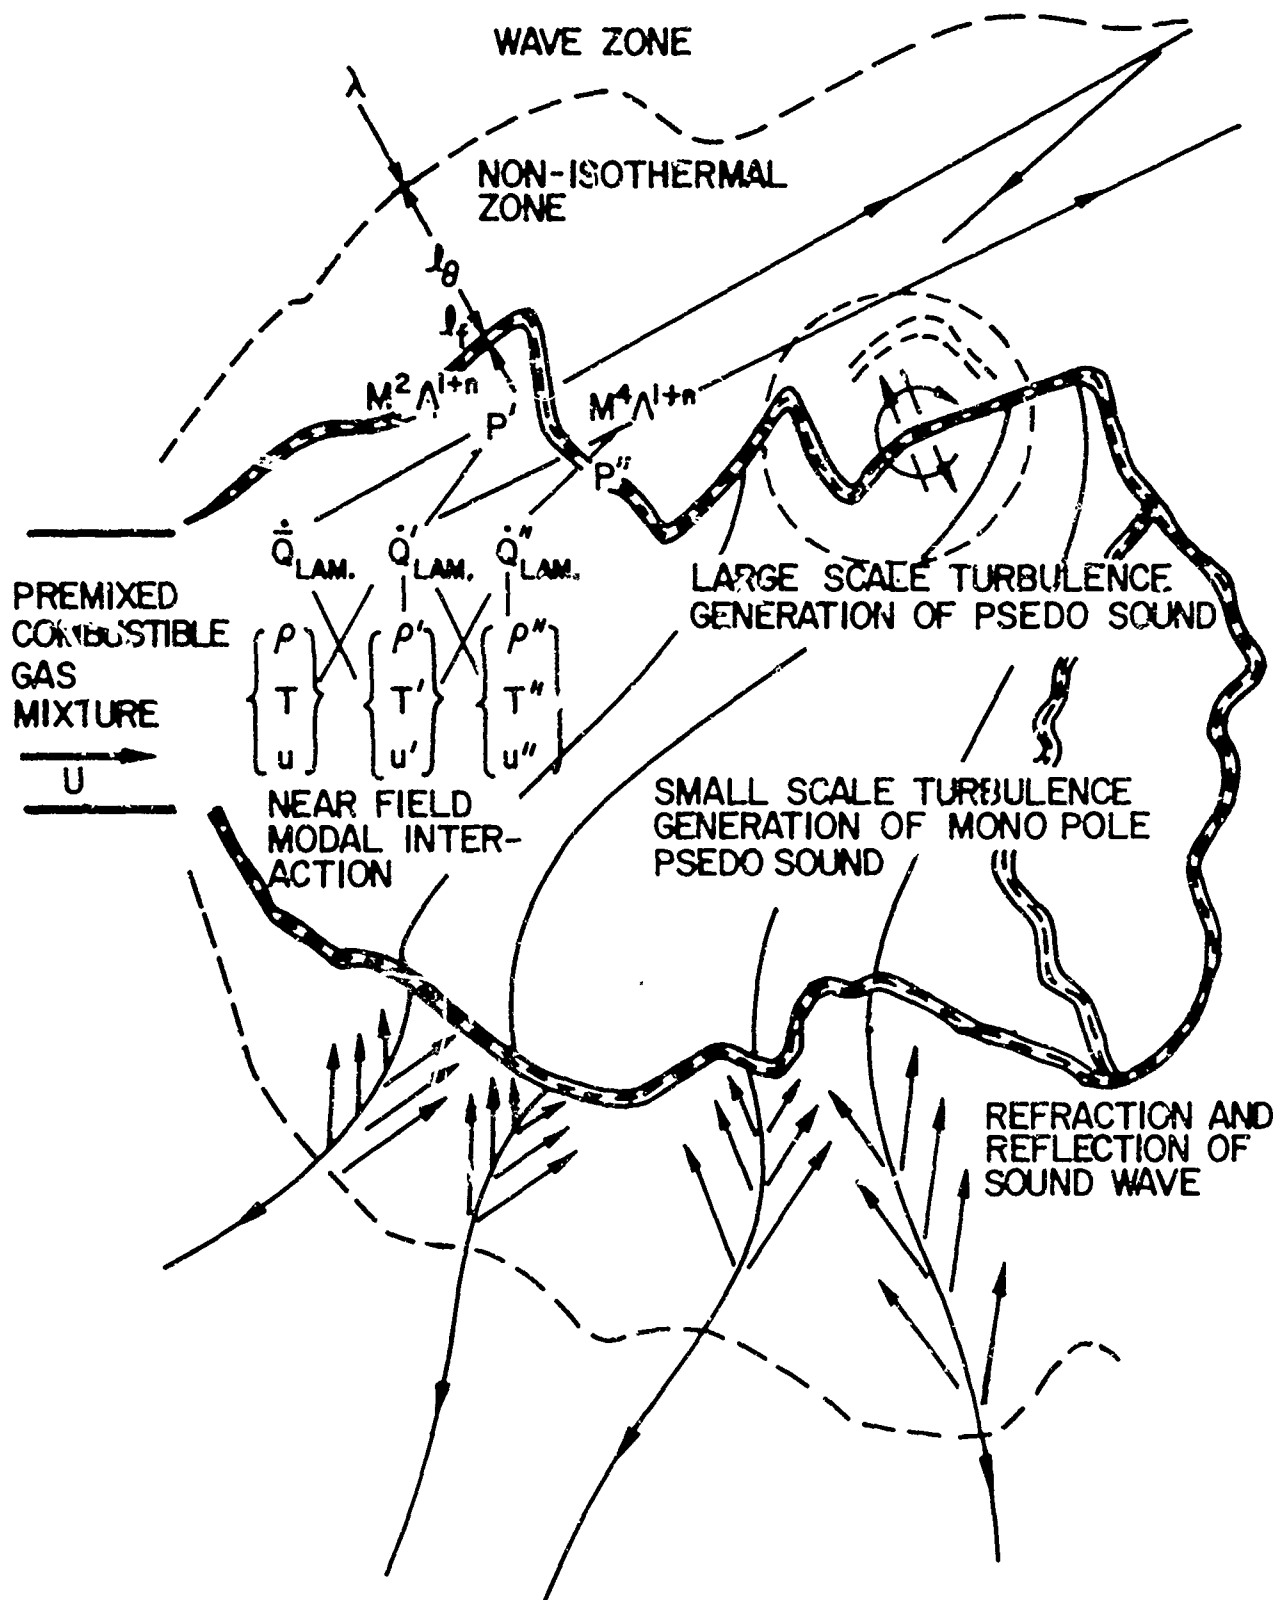 WAVE ZONE
λ
NON-ISOTHERMAL
ZONE
lθ
lf
M²Λ¹⁺ⁿ
P'
M⁴Λ¹⁺ⁿ
P"
Q̇̄LAM. Q̇'LAM. Q̇"LAM.
PREMIXED
COMBUSTIBLE
GAS
MIXTURE
U
ρ ρ' ρ"
T T' T"
u u' u"
NEAR FIELD
MODAL INTER-
ACTION
LARGE SCALE TURBULENCE
GENERATION OF PSEDO SOUND
SMALL SCALE TURBULENCE
GENERATION OF MONO POLE
PSEDO SOUND
REFRACTION AND
REFLECTION OF
SOUND WAVE